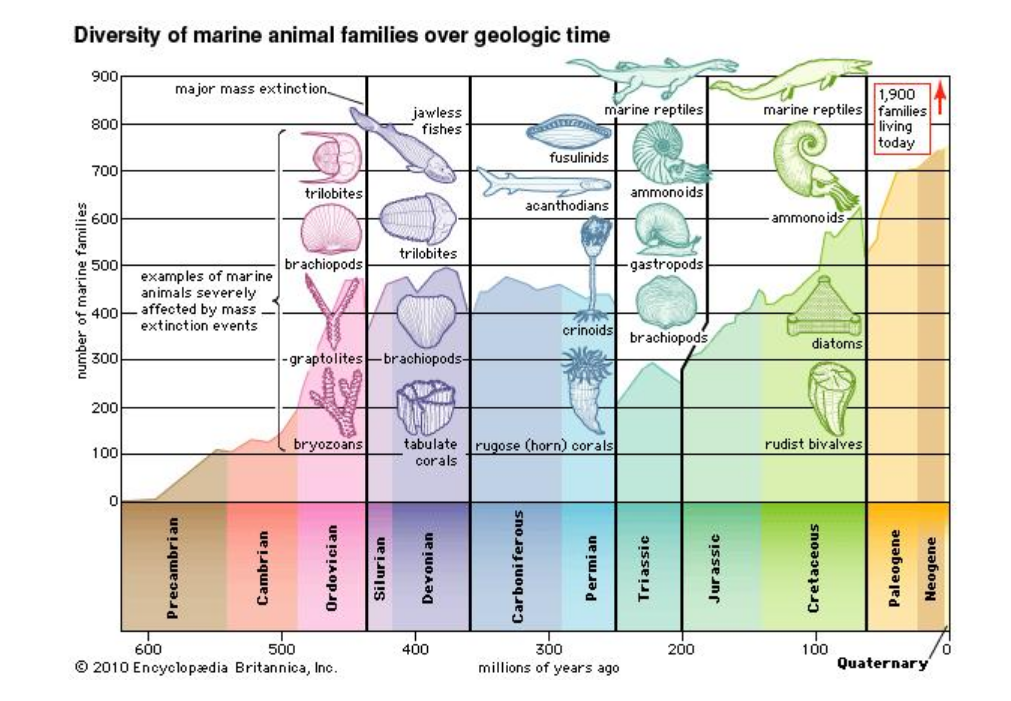 Diversity of marine animal families over geologic time
number of marine families
900
800
700
600
500
400
300
200
100
0
major mass extinction
examples of marine
animals severely
affected by mass
extinction events
trilobites
brachiopods
graptolites
bryozoans
jawless
fishes
trilobites
brachiopods
tabulate
corals
fusulinids
acanthodians
crinoids
rugose (horn) corals
marine reptiles
ammonoids
gastropods
brachiopods
marine reptiles
ammonoids
diatoms
rudist bivalves
1,900
families
living
today
Precambrian
Cambrian
Ordovician
Silurian
Devonian
Carboniferous
Permian
Triassic
Jurassic
Cretaceous
Paleogene
Neogene
600
500
400
300
200
100
0
Quaternary
millions of years ago
© 2010 Encyclopædia Britannica, Inc.